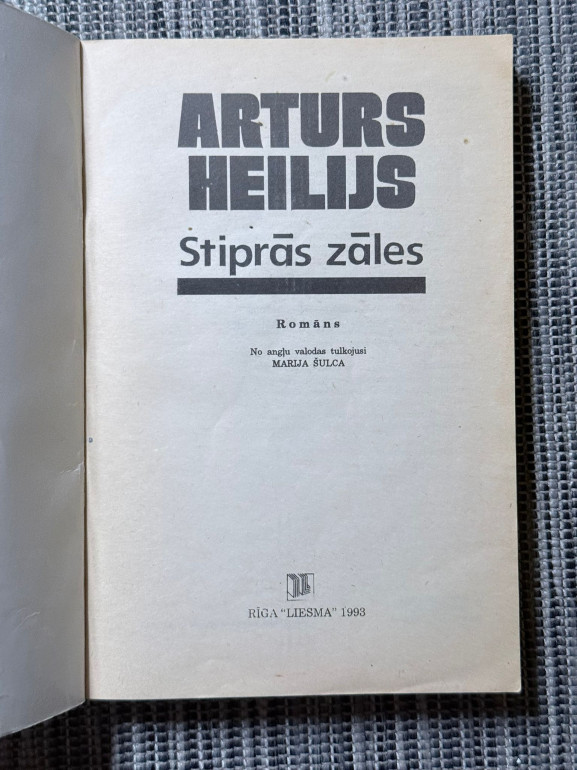 ARTURS
HEILIJS
Stiprās zāles
Romāns
No angļu valodas tulkojusi
MARIJA ŠULCA
RĪGA "LIESMA" 1993